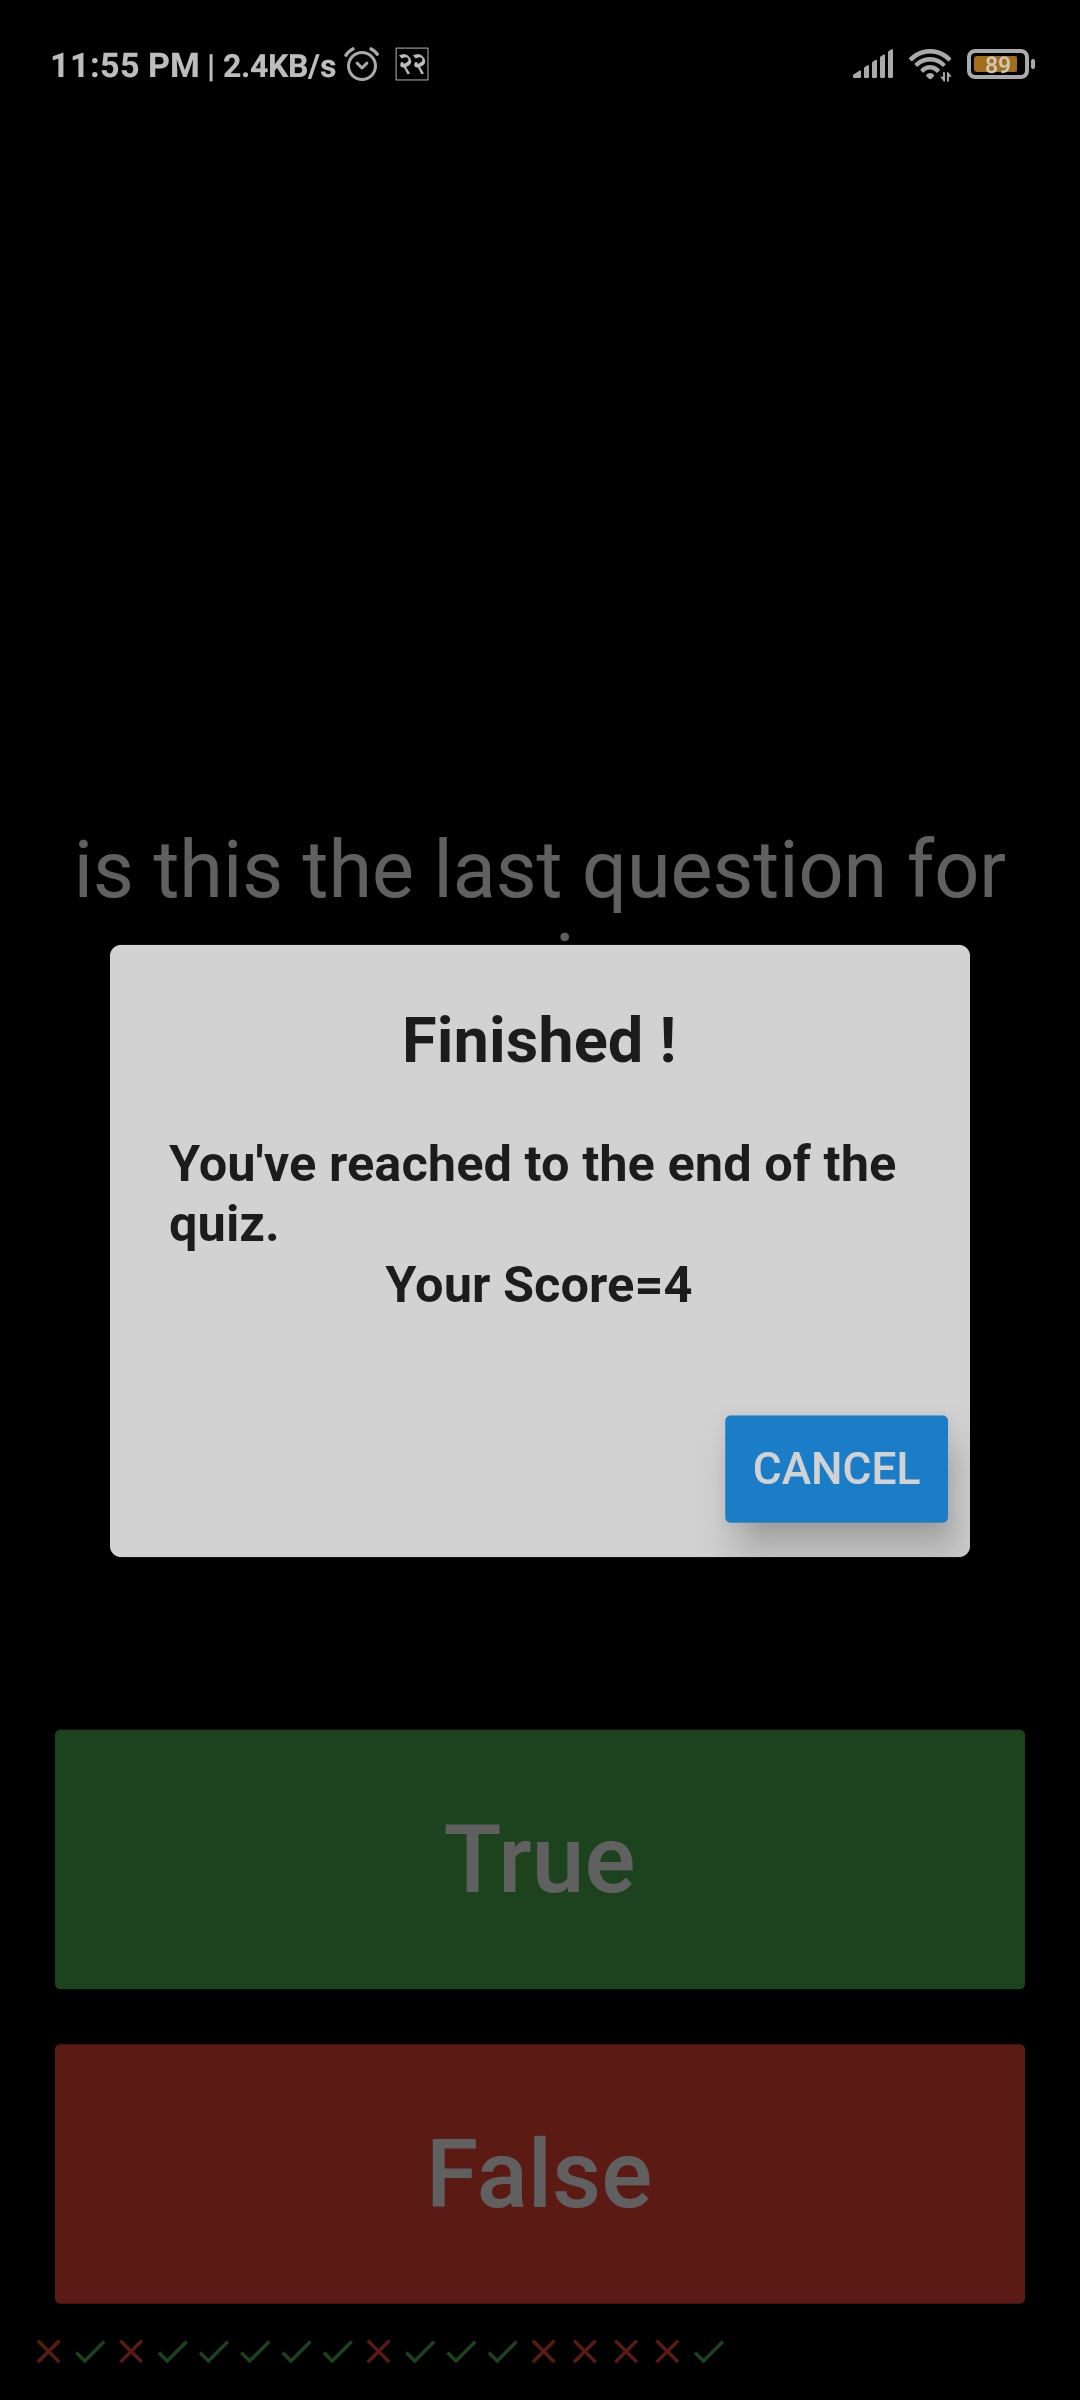 11:55 PM | 2.4KB/s २२ 89
is this the last question for
Finished !
You've reached to the end of the
quiz.
Your Score=4
CANCEL
True
False